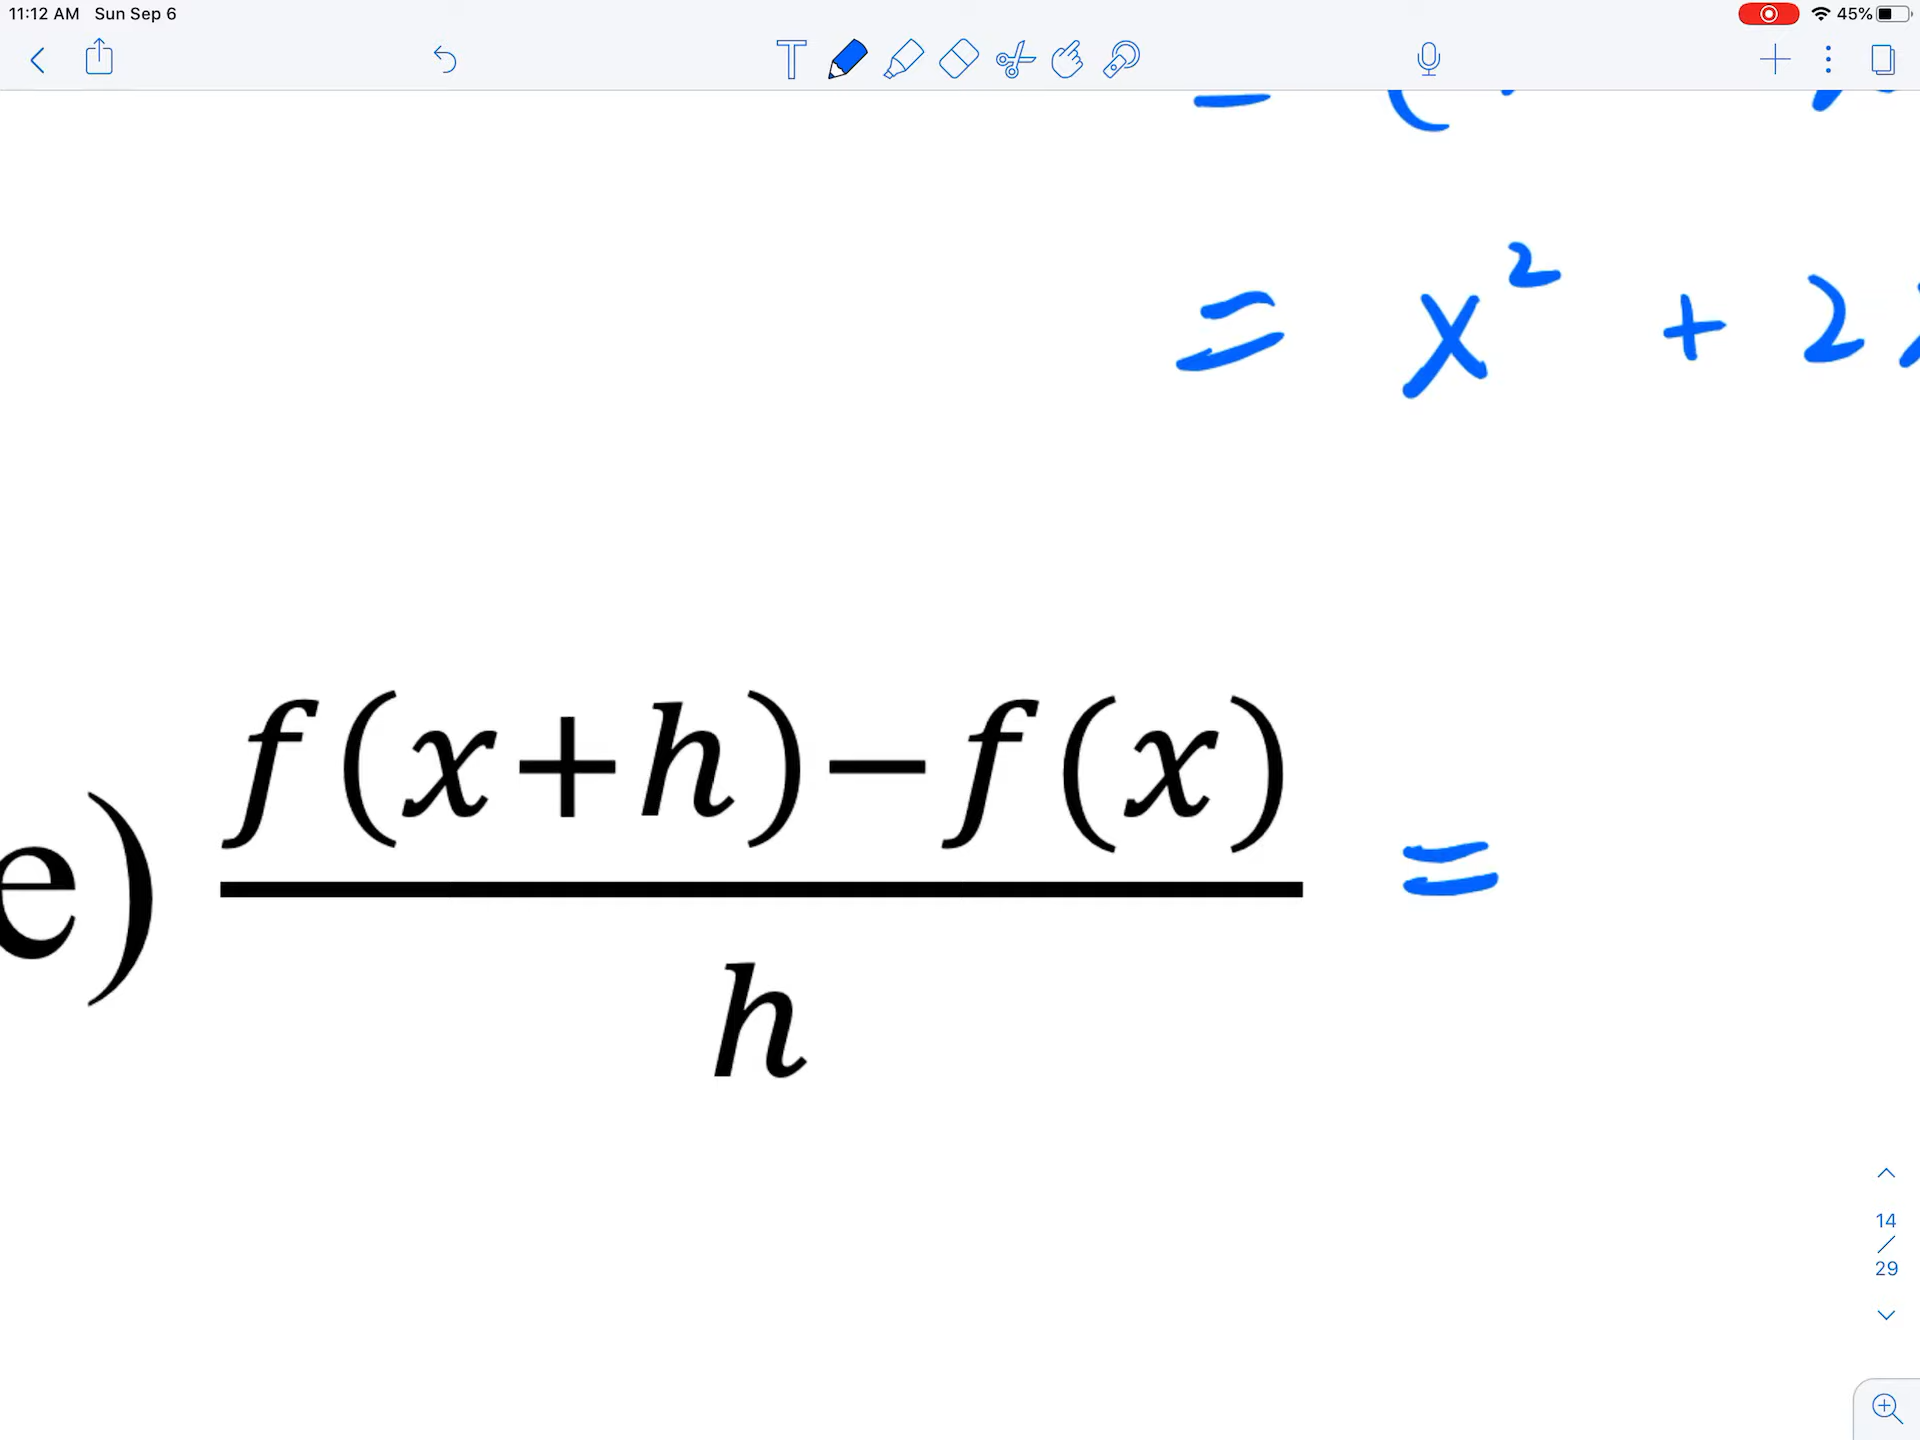 11:12 AM Sun Sep 6
45%
= (
= x² + 2
e) f(x+h)−f(x) =
h
14
/
29